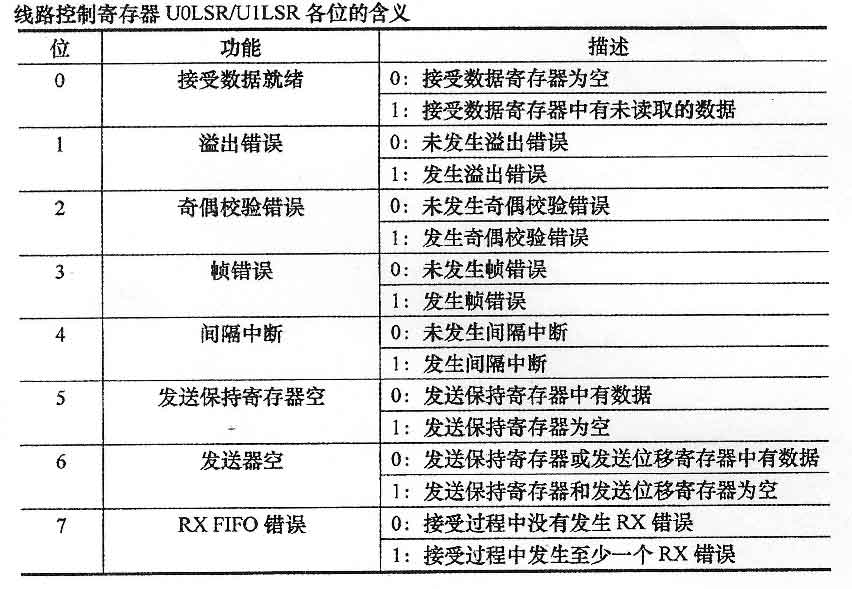 线路控制寄存器 U0LSR/U1LSR 各位的含义
位 功能 描述
0 接受数据就绪 0：接受数据寄存器为空
1：接受数据寄存器中有未读取的数据
1 溢出错误 0：未发生溢出错误
1：发生溢出错误
2 奇偶校验错误 0：未发生奇偶校验错误
1：发生奇偶校验错误
3 帧错误 0：未发生帧错误
1：发生帧错误
4 间隔中断 0：未发生间隔中断
1：发生间隔中断
5 发送保持寄存器空 0：发送保持寄存器中有数据
1：发送保持寄存器为空
6 发送器空 0：发送保持寄存器或发送位移寄存器中有数据
1：发送保持寄存器和发送位移寄存器为空
7 RX FIFO 错误 0：接受过程中没有发生 RX 错误
1：接受过程中发生至少一个 RX 错误